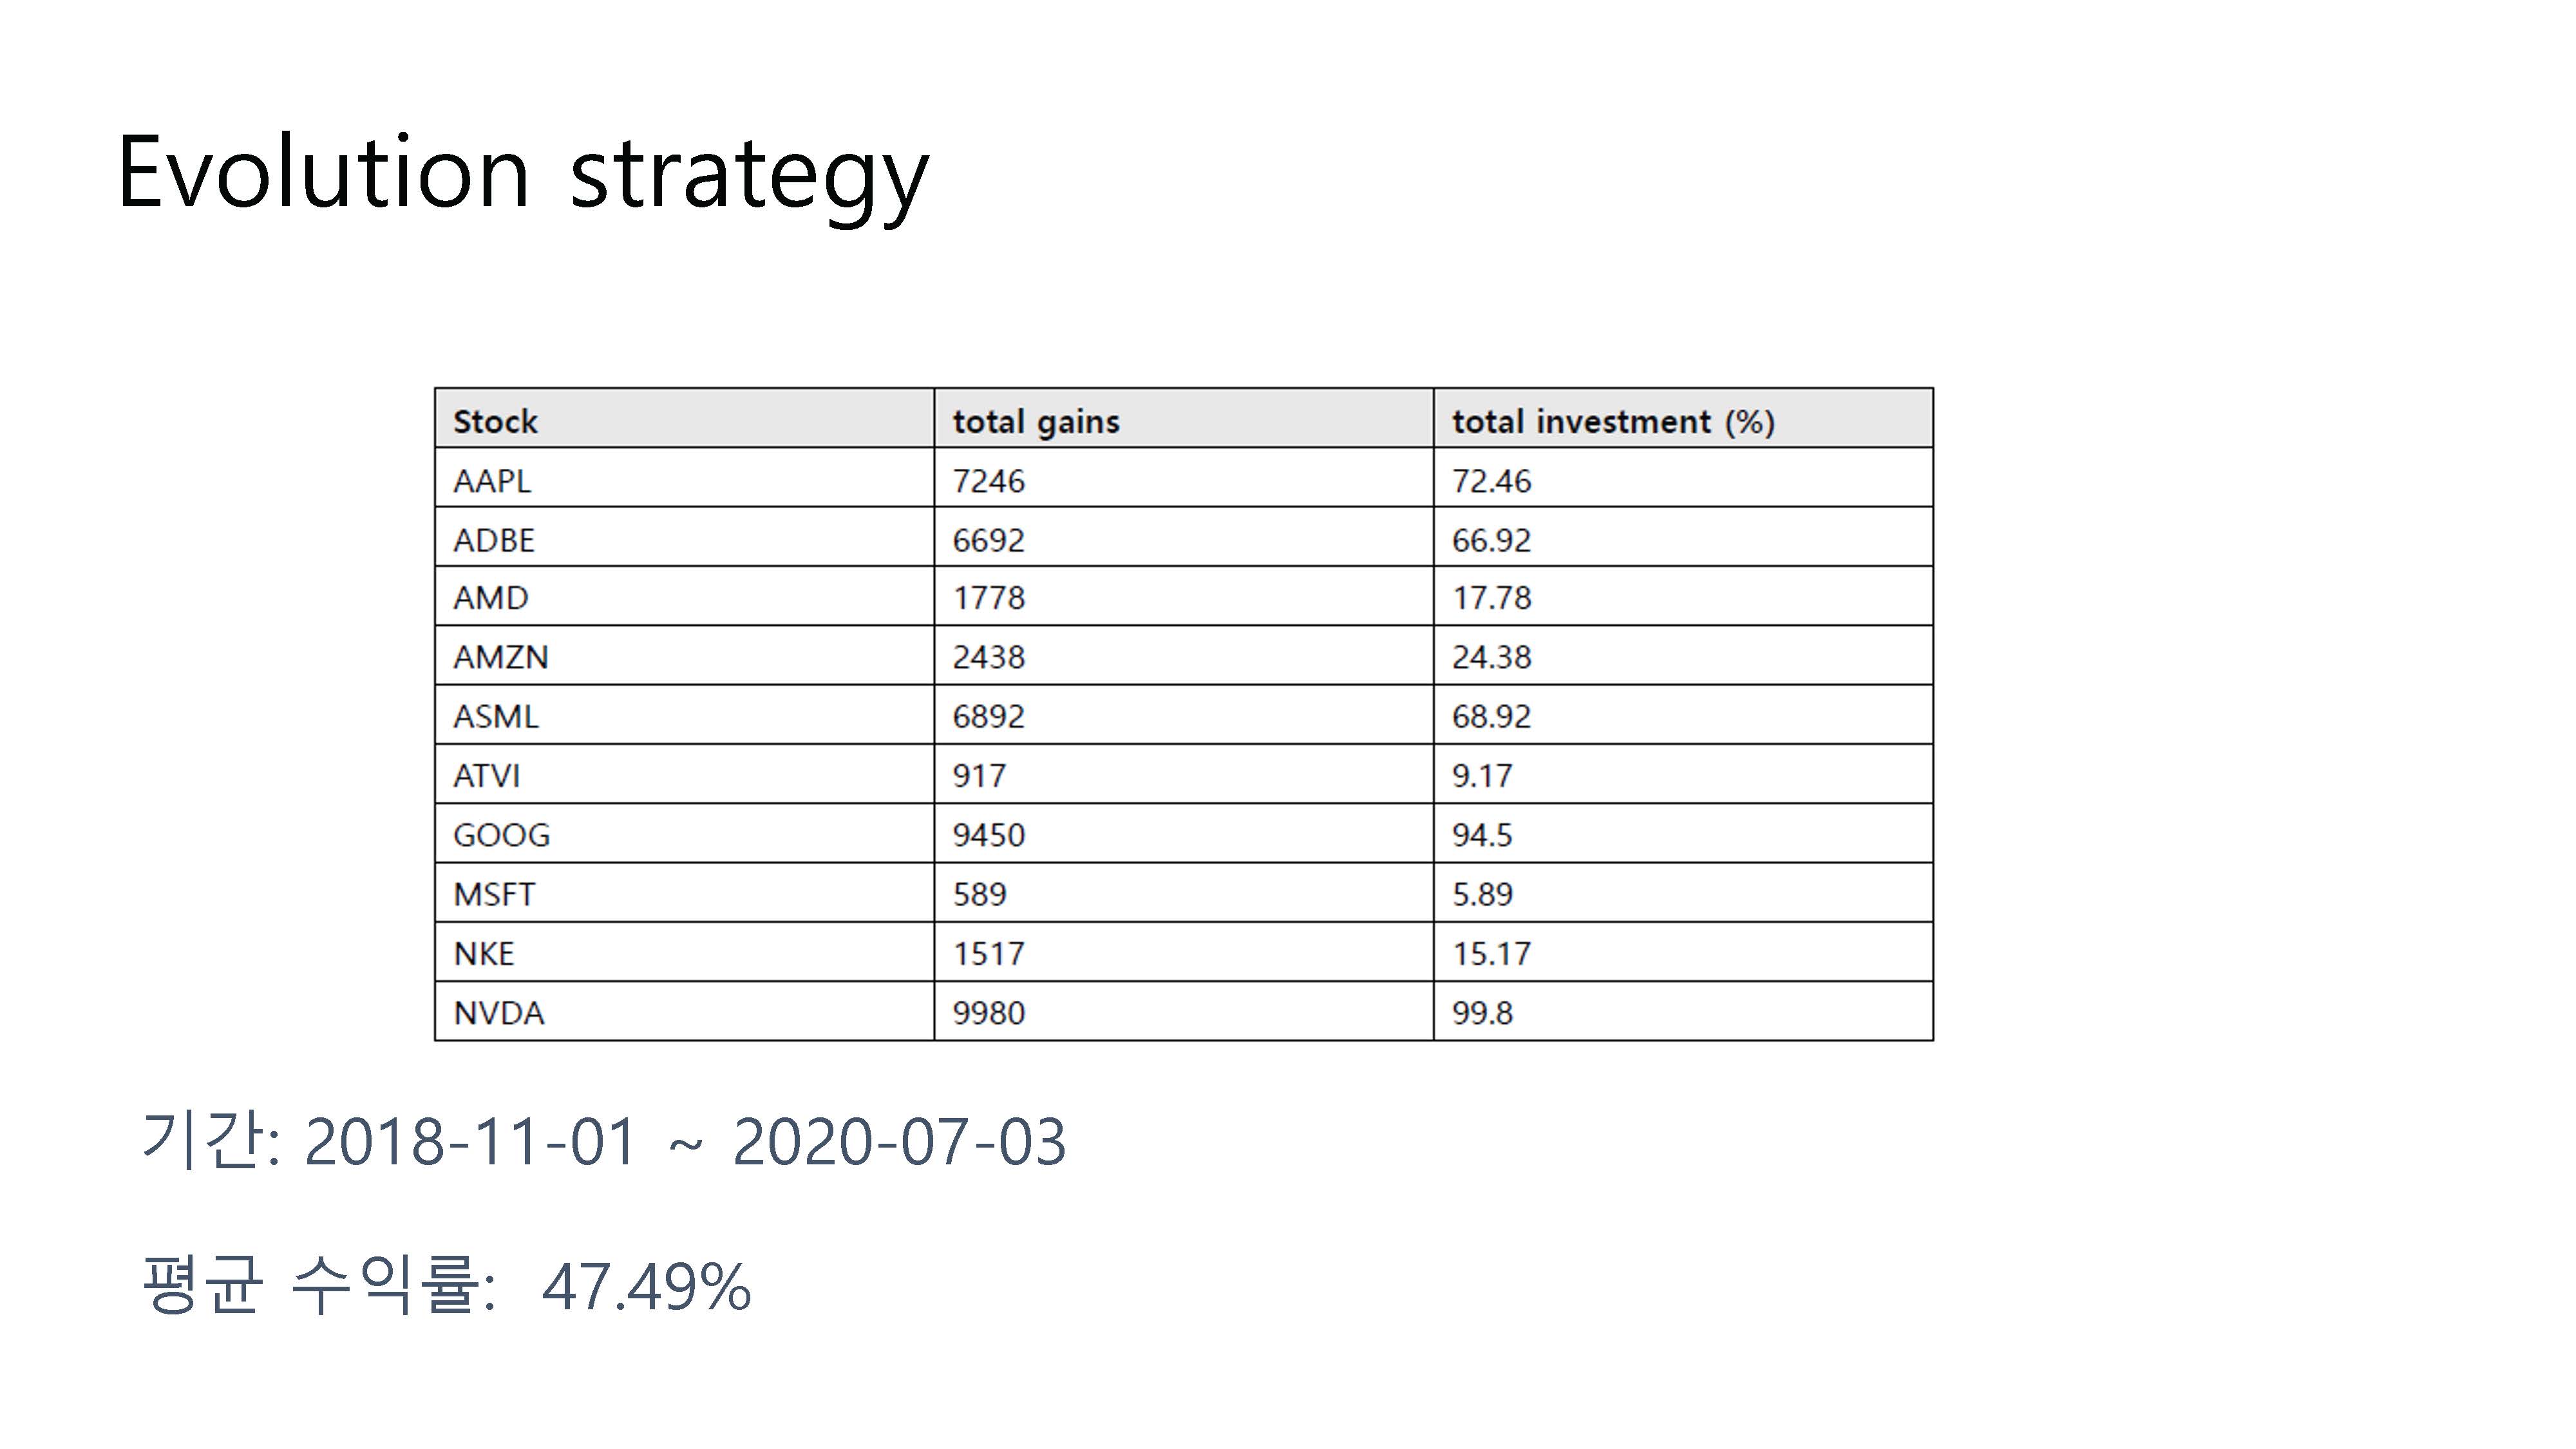 Evolution strategy
Stock total gains total investment (%)
AAPL 7246 72.46
ADBE 6692 66.92
AMD 1778 17.78
AMZN 2438 24.38
ASML 6892 68.92
ATVI 917 9.17
GOOG 9450 94.5
MSFT 589 5.89
NKE 1517 15.17
NVDA 9980 99.8
기간: 2018-11-01 ~ 2020-07-03
평균 수익률: 47.49%